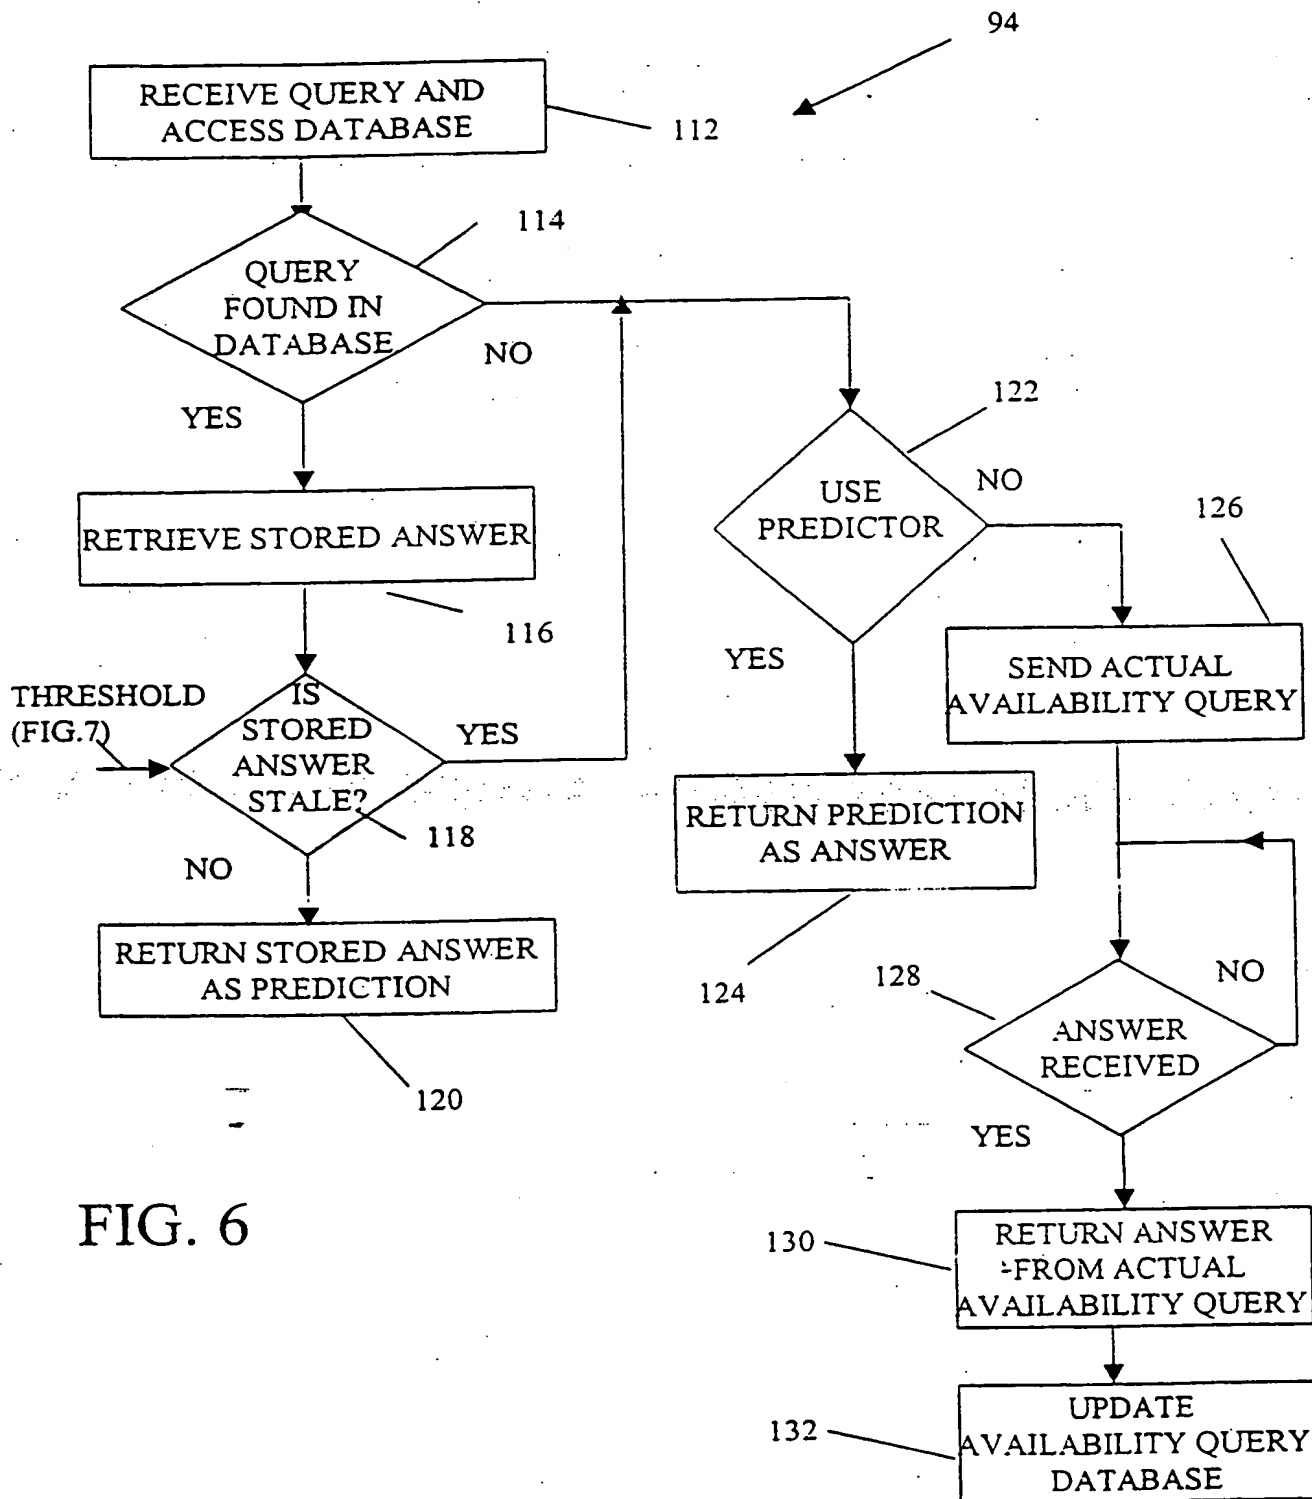 94
RECEIVE QUERY AND
ACCESS DATABASE
112
114
QUERY
FOUND IN
DATABASE
NO
YES
122
USE
PREDICTOR
NO
126
RETRIEVE STORED ANSWER
116
YES
SEND ACTUAL
AVAILABILITY QUERY
THRESHOLD
(FIG.7)
IS
STORED
ANSWER
STALE?
YES
118
NO
RETURN PREDICTION
AS ANSWER
124
RETURN STORED ANSWER
AS PREDICTION
120
128
NO
ANSWER
RECEIVED
YES
FIG. 6
130
RETURN ANSWER
FROM ACTUAL
AVAILABILITY QUERY
132
UPDATE
AVAILABILITY QUERY
DATABASE